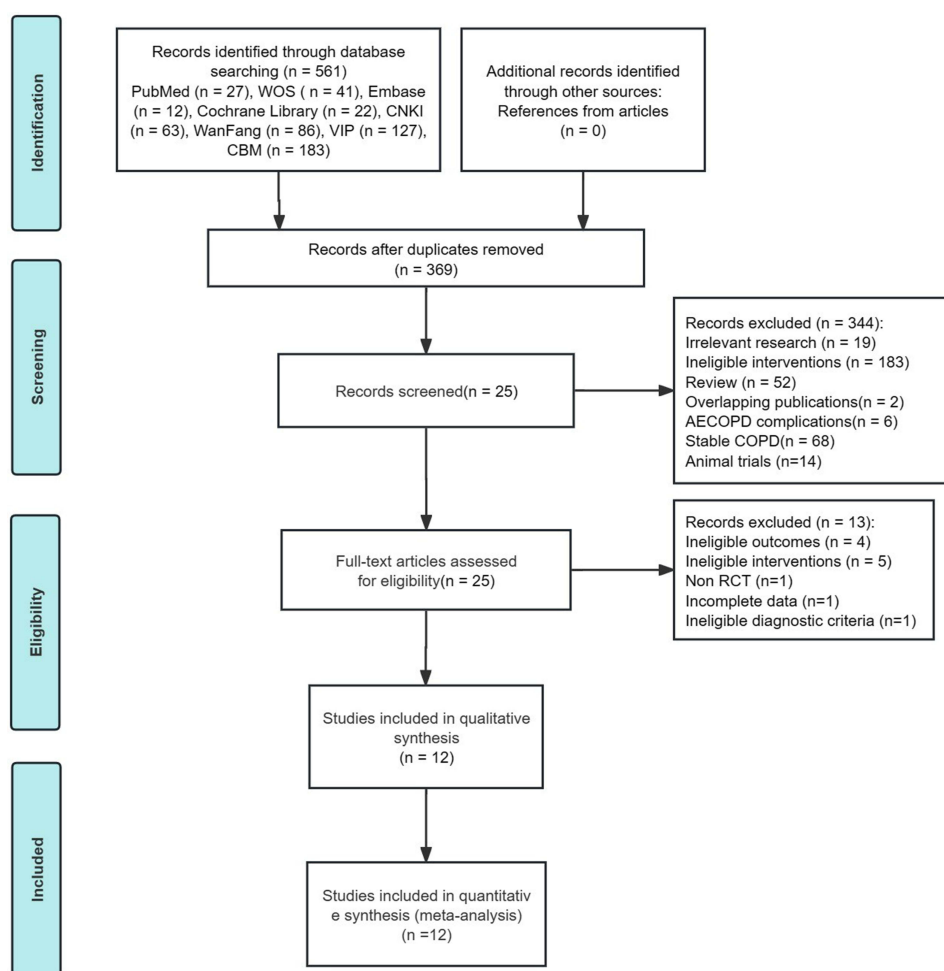 Identification
Records identified through database
searching (n = 561)
PubMed (n = 27), WOS ( n = 41), Embase
(n = 12), Cochrane Library (n = 22), CNKI
(n = 63), WanFang (n = 86), VIP (n = 127),
CBM (n = 183)
Additional records identified
through other sources:
References from articles
(n = 0)
Records after duplicates removed
(n = 369)
Screening
Records screened(n = 25)
Records excluded (n = 344):
Irrelevant research (n = 19)
Ineligible interventions (n = 183)
Review (n = 52)
Overlapping publications(n = 2)
AECOPD complications(n = 6)
Stable COPD(n = 68)
Animal trials (n=14)
Eligibility
Full-text articles assessed
for eligibility(n = 25)
Records excluded (n = 13):
Ineligible outcomes (n = 4)
Ineligible interventions (n = 5)
Non RCT (n=1)
Incomplete data (n=1)
Ineligible diagnostic criteria (n=1)
Studies included in qualitative
synthesis
(n = 12)
Included
Studies included in quantitativ
e synthesis (meta-analysis)
(n =12)